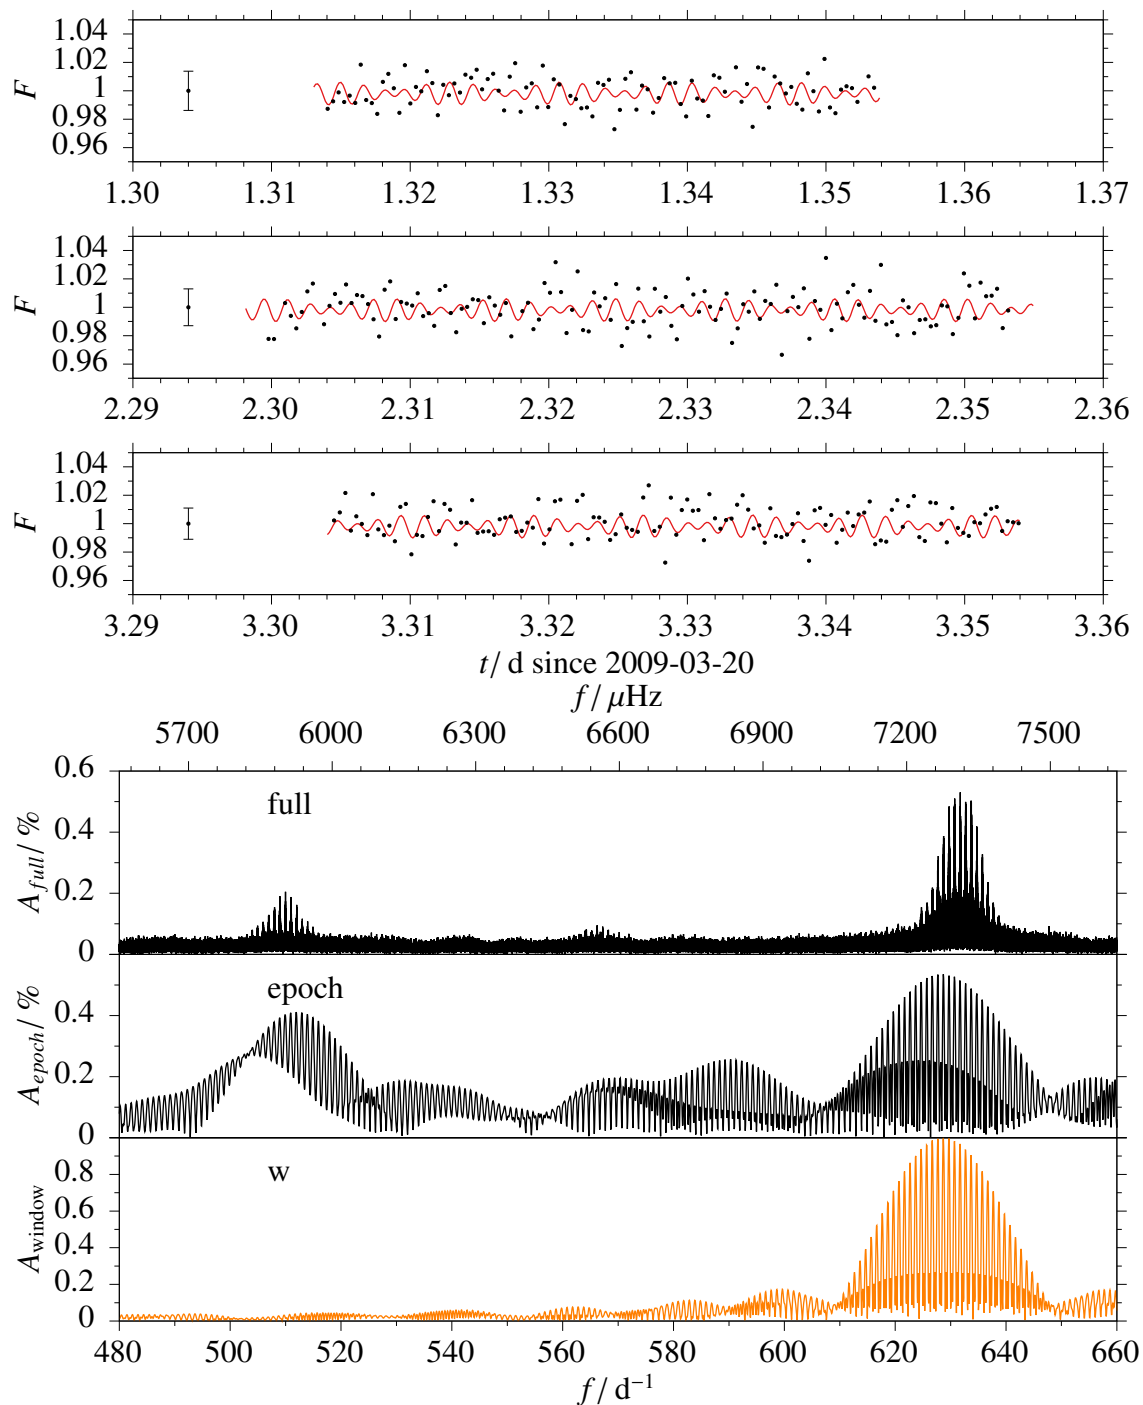 F
1.04
1.02
1
0.98
0.96
1.30 1.31 1.32 1.33 1.34 1.35 1.36 1.37
F
1.04
1.02
1
0.98
0.96
2.29 2.30 2.31 2.32 2.33 2.34 2.35 2.36
F
1.04
1.02
1
0.98
0.96
3.29 3.30 3.31 3.32 3.33 3.34 3.35 3.36
t/ d since 2009-03-20
f/ μHz
5700 6000 6300 6600 6900 7200 7500
A_full/ %
0.6
0.4
0.2
0
full
A_epoch/ %
0.4
0.2
0
epoch
A_window
0.8
0.6
0.4
0.2
0
w
480 500 520 540 560 580 600 620 640 660
f/ d⁻¹